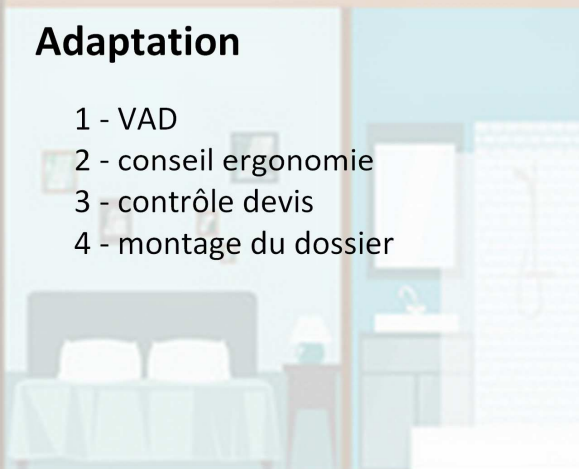 Adaptation
1 - VAD
2 - conseil ergonomie
3 - contrôle devis
4 - montage du dossier